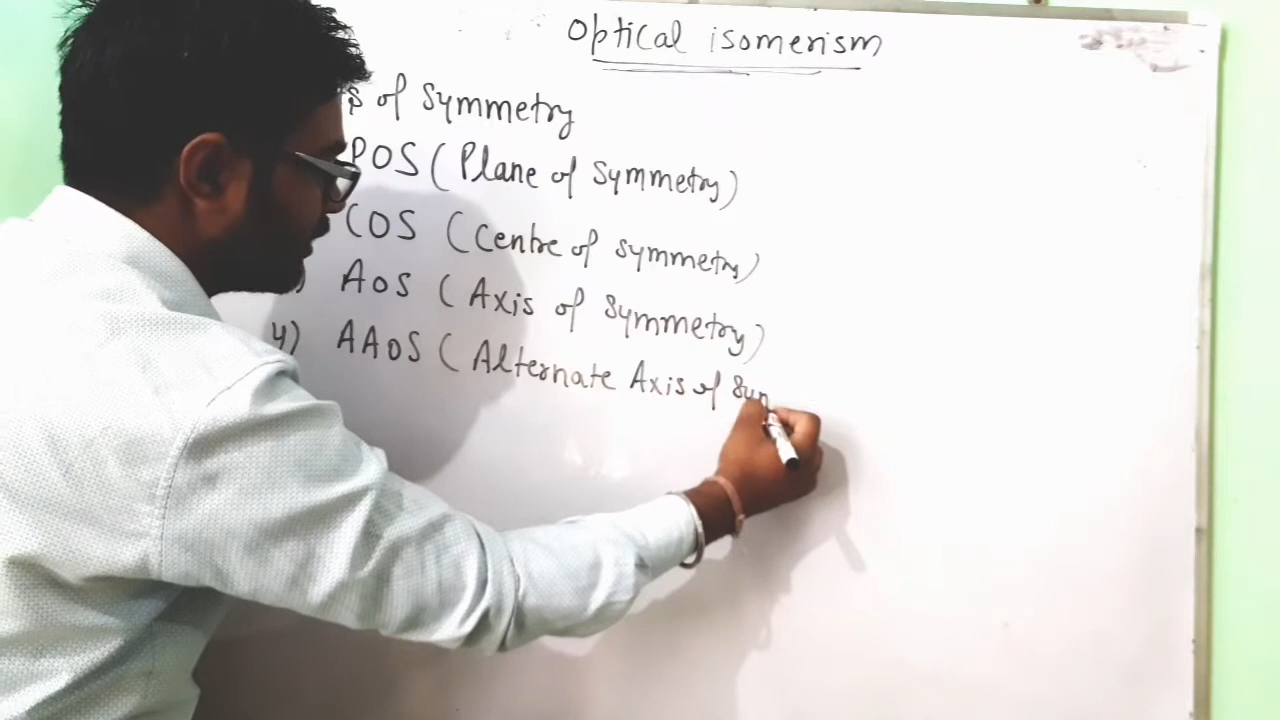 Optical isomerism
of Symmetry
POS (Plane of Symmetry)
COS (Centre of symmetry)
AOS (Axis of Symmetry)
4) AAOS (Alternate Axis of Sym